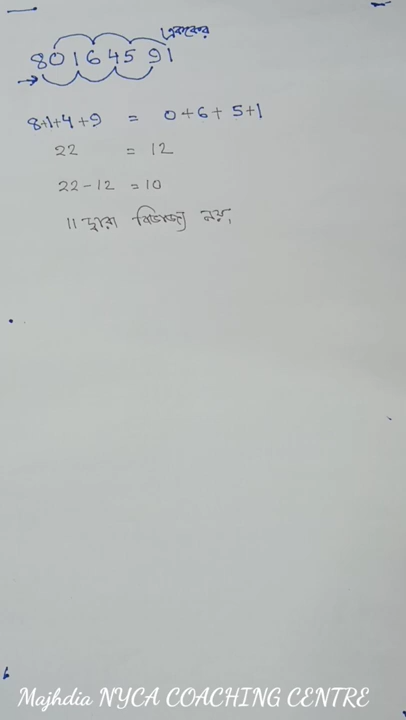 এককের
80164591
8+1+4+9 = 0+6+5+1
22 = 12
22-12 = 10
11 দ্বারা বিভাজ্য নয়,
Majhdia NYCA COACHING CENTRE